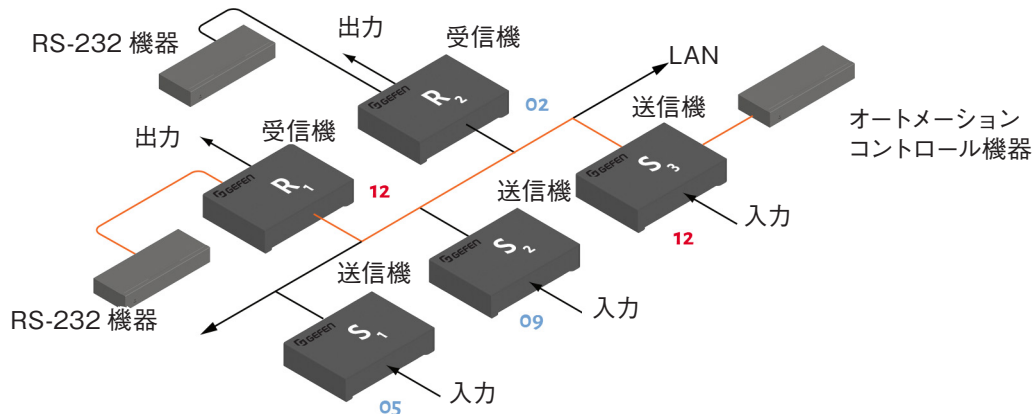 出力
受信機
RS-232 機器
GEFEN
R2
02
LAN
送信機
オートメーション
コントロール機器
GEFEN
S3
出力
受信機
GEFEN
R1
12
送信機
入力
12
GEFEN
S2
入力
09
RS-232 機器
送信機
GEFEN
S1
入力
05